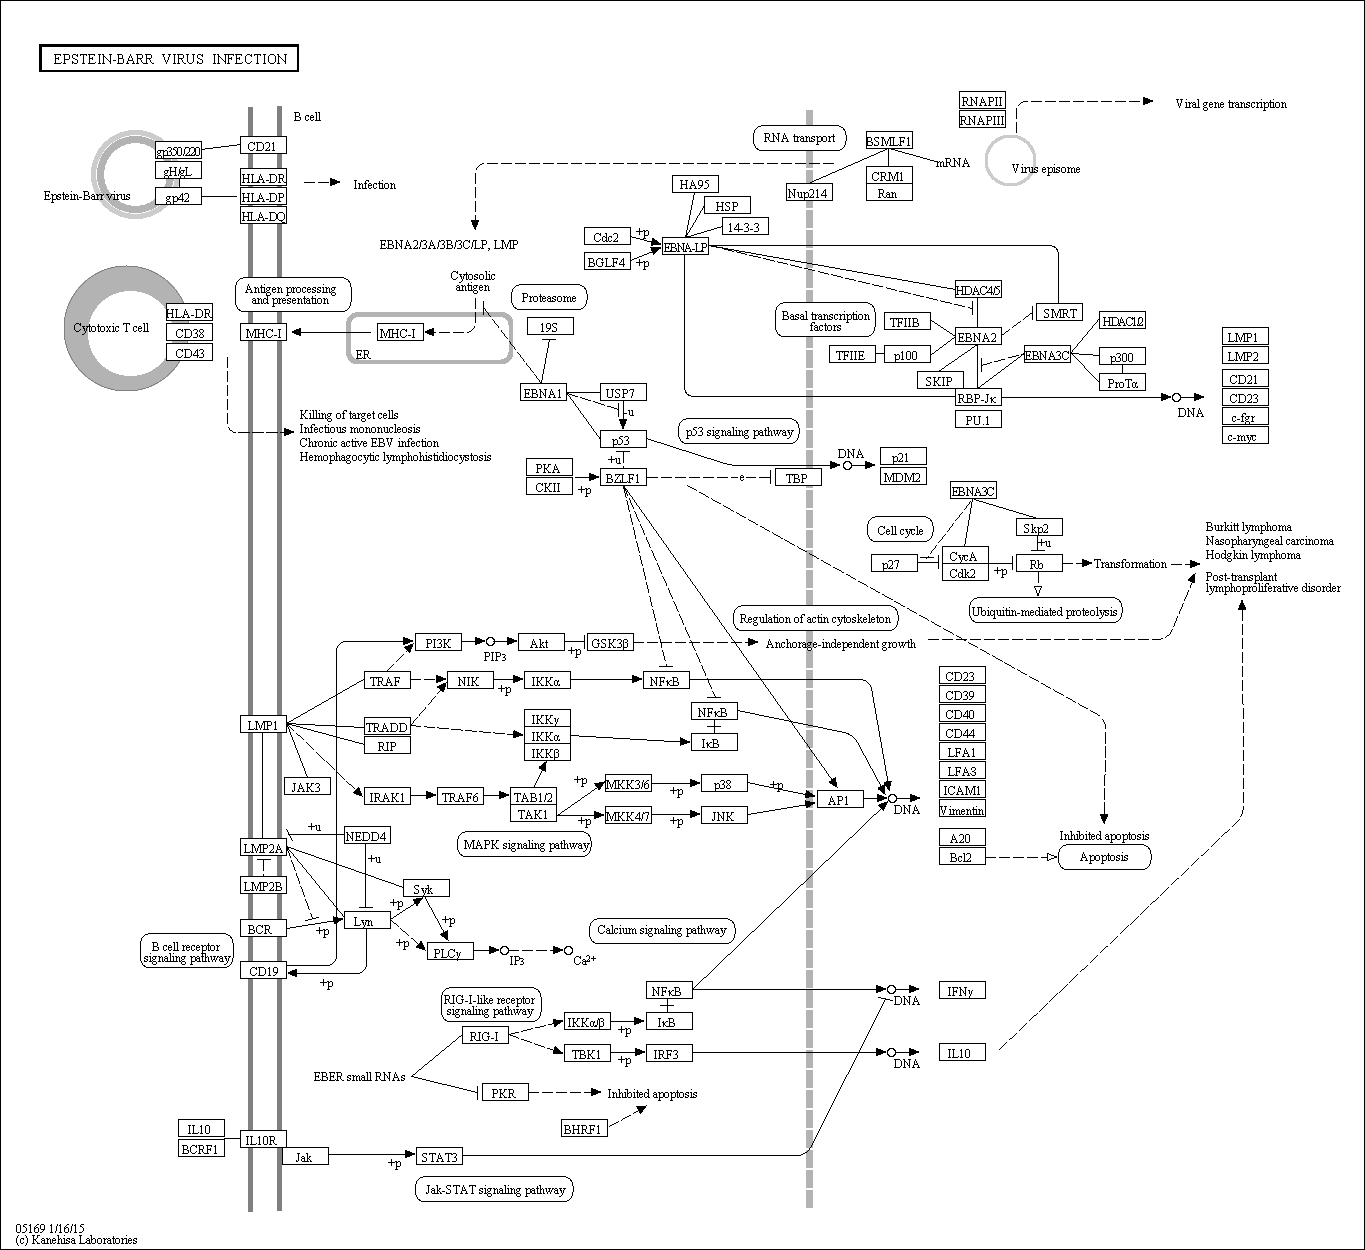 EPSTEIN-BARR VIRUS INFECTION
B cell
gp350/220
gH/gL
gp42
Epstein-Barr virus
CD21
HLA-DR
HLA-DP
HLA-DQ
Infection
RNA transport
BSMLF1
mRNA
CRM1
Ran
Nup214
RNAPII
RNAPIII
Viral gene transcription
Virus episome
EBNA2/3A/3B/3C/LP, LMP
HA95
HSP
14-3-3
Cdc2
+p
BGLF4
+p
EBNA-LP
Cytosolic
antigen
Antigen processing
and presentation
Cytotoxic T cell
HLA-DR
CD38
CD43
MHC-I
MHC-I
ER
Proteasome
19S
EBNA1
USP7
-u
p53
+u
Basal transcription
factors
HDAC4/5
TFIIB
EBNA2
SMRT
HDAC1/2
TFIIE
p100
EBNA3C
p300
ProTα
SKIP
RBP-Jκ
PU.1
DNA
LMP1
LMP2
CD21
CD23
c-fgr
c-myc
Killing of target cells
Infectious mononucleosis
Chronic active EBV infection
Hemophagocytic lymphohistidiocystosis
p53 signaling pathway
DNA
p21
MDM2
PKA
CKII
+p
BZLF1
e
TBP
EBNA3C
Cell cycle
Skp2
+u
p27
CycA
Cdk2
+p
Rb
Transformation
Ubiquitin-mediated proteolysis
Burkitt lymphoma
Nasopharyngeal carcinoma
Hodgkin lymphoma
Post-transplant
lymphoproliferative disorder
Regulation of actin cytoskeleton
PI3K
PIP3
Akt
+p
GSK3β
Anchorage-independent growth
TRAF
NIK
+p
IKKα
NFκB
LMP1
TRADD
RIP
IKKγ
IKKα
IKKβ
NFκB
IκB
JAK3
IRAK1
TRAF6
TAB1/2
TAK1
+p
+p
MKK3/6
+p
p38
+p
MKK4/7
+p
JNK
AP1
DNA
MAPK signaling pathway
CD23
CD39
CD40
CD44
LFA1
LFA3
ICAM1
Vimentin
A20
Bcl2
Inhibited apoptosis
Apoptosis
LMP2A
+u
NEDD4
+u
LMP2B
Syk
+p
BCR
+p
Lyn
+p
+p
PLCγ
IP3
Ca2+
B cell receptor
signaling pathway
CD19
+p
Calcium signaling pathway
RIG-I-like receptor
signaling pathway
NFκB
IκB
DNA
IFNγ
RIG-I
IKKα/β
+p
TBK1
+p
IRF3
DNA
IL10
EBER small RNAs
PKR
Inhibited apoptosis
BHRF1
IL10
BCRF1
IL10R
Jak
+p
STAT3
Jak-STAT signaling pathway
05169 1/16/15
(c) Kanehisa Laboratories